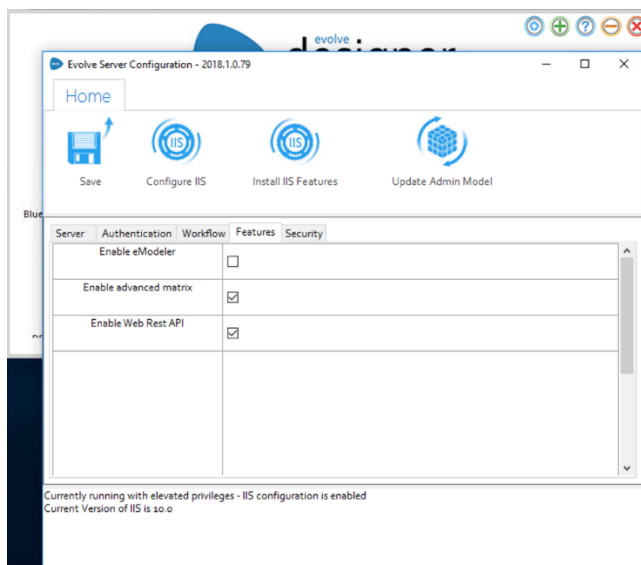 evolve
designer
Evolve Server Configuration - 2018.1.0.79
Home
IIS
IIS
Save
Configure IIS
Install IIS Features
Update Admin Model
Blue
Server
Authentication
Workflow
Features
Security
Enable eModeler
Enable advanced matrix
Enable Web Rest API
Currently running with elevated privileges - IIS configuration is enabled
Current Version of IIS is 10.0